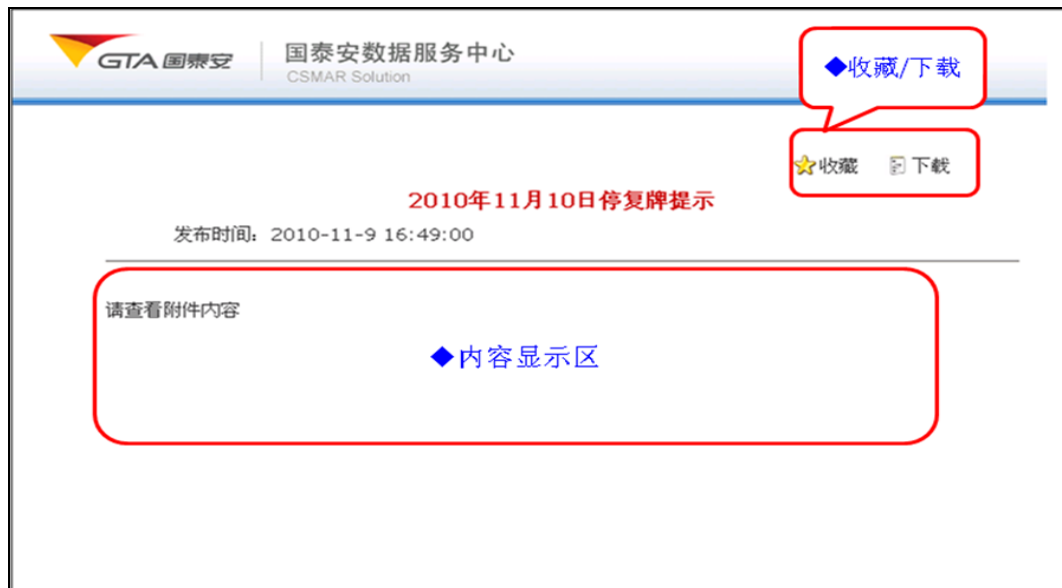 GTA 国泰安
国泰安数据服务中心
CSMAR Solution
◆收藏/下载
收藏 下载
2010年11月10日停复牌提示
发布时间：2010-11-9 16:49:00
请查看附件内容
◆内容显示区